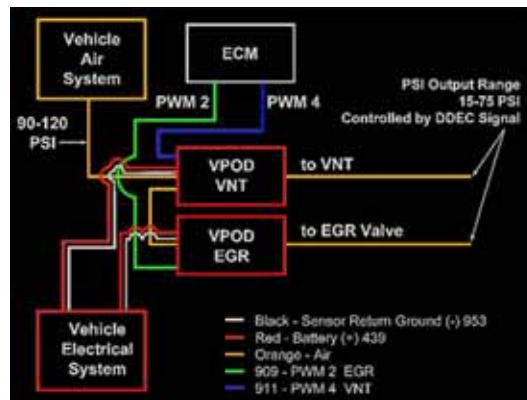 Vehicle
Air
System
ECM
PWM 2
PWM 4
PSI Output Range
15-75 PSI
Controlled by DDEC Signal
90-120
PSI
VPOD
VNT
to VNT
VPOD
EGR
to EGR Valve
Vehicle
Electrical
System
Black - Sensor Return Ground (-) 953
Red - Battery (+) 439
Orange - Air
909 - PWM 2 EGR
911 - PWM 4 VNT